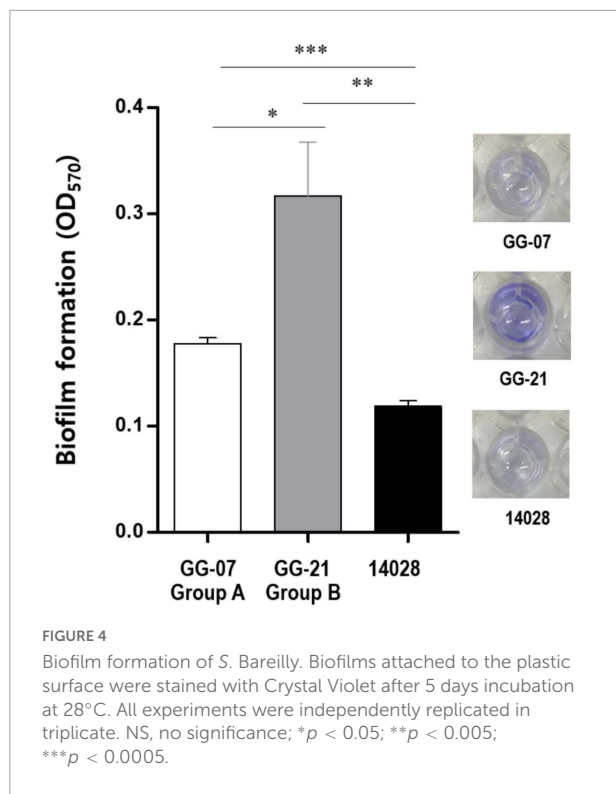 ***
**
*
0.4
0.3
0.2
0.1
0.0
Biofilm formation (OD570)
GG-07
Group A
GG-21
Group B
14028
GG-07
GG-21
14028
FIGURE 4
Biofilm formation of S. Bareilly. Biofilms attached to the plastic
surface were stained with Crystal Violet after 5 days incubation
at 28°C. All experiments were independently replicated in
triplicate. NS, no significance; *p < 0.05; **p < 0.005;
***p < 0.0005.